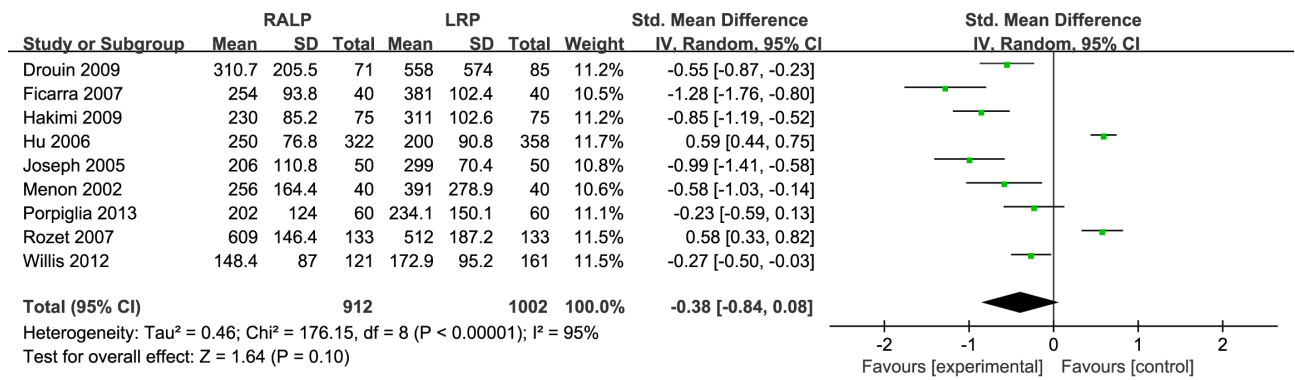 RALP LRP Std. Mean Difference Std. Mean Difference
Study or Subgroup Mean SD Total Mean SD Total Weight IV, Random, 95% CI IV, Random, 95% CI
Drouin 2009 310.7 205.5 71 558 574 85 11.2% -0.55 [-0.87, -0.23]
Ficarra 2007 254 93.8 40 381 102.4 40 10.5% -1.28 [-1.76, -0.80]
Hakimi 2009 230 85.2 75 311 102.6 75 11.1% -0.85 [-1.19, -0.52]
Hu 2006 250 76.8 322 200 90.8 358 11.7% 0.59 [0.44, 0.75]
Joseph 2005 206 110.8 50 299 70.4 50 10.8% -0.99 [-1.41, -0.58]
Menon 2002 256 164.4 40 391 278.9 40 10.6% -0.58 [-1.03, -0.14]
Porpiglia 2013 202 124 60 234.1 150.1 60 11.1% -0.23 [-0.59, 0.13]
Rozet 2007 609 146.4 133 512 187.2 133 11.5% 0.58 [0.33, 0.82]
Willis 2012 148.4 87 121 172.9 95.2 161 11.5% -0.27 [-0.50, -0.03]
Total (95% CI) 912 1002 100.0% -0.38 [-0.84, 0.08]
Heterogeneity: Tau² = 0.46; Chi² = 176.15, df = 8 (P < 0.00001); I² = 95%
Test for overall effect: Z = 1.64 (P = 0.10)
-2 -1 0 1 2
Favours [experimental] Favours [control]